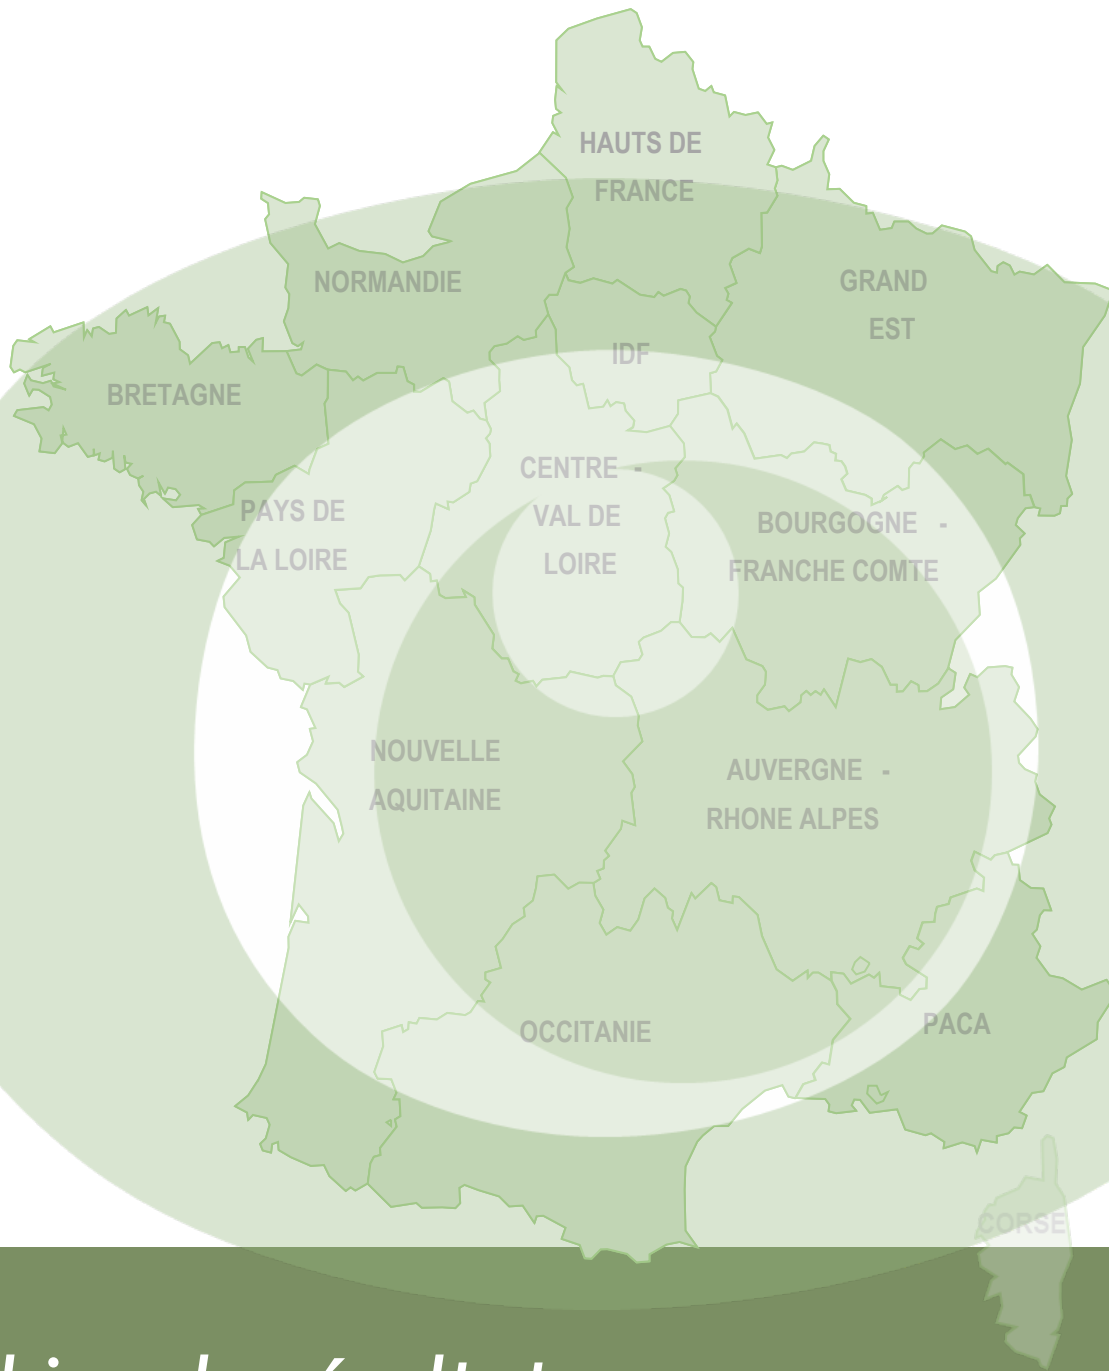 HAUTS DE
FRANCE
NORMANDIE
GRAND
EST
IDF
BRETAGNE
CENTRE -
VAL DE
LOIRE
PAYS DE
LA LOIRE
BOURGOGNE -
FRANCHE COMTE
NOUVELLE
AQUITAINE
AUVERGNE -
RHONE ALPES
OCCITANIE
PACA
CORSE